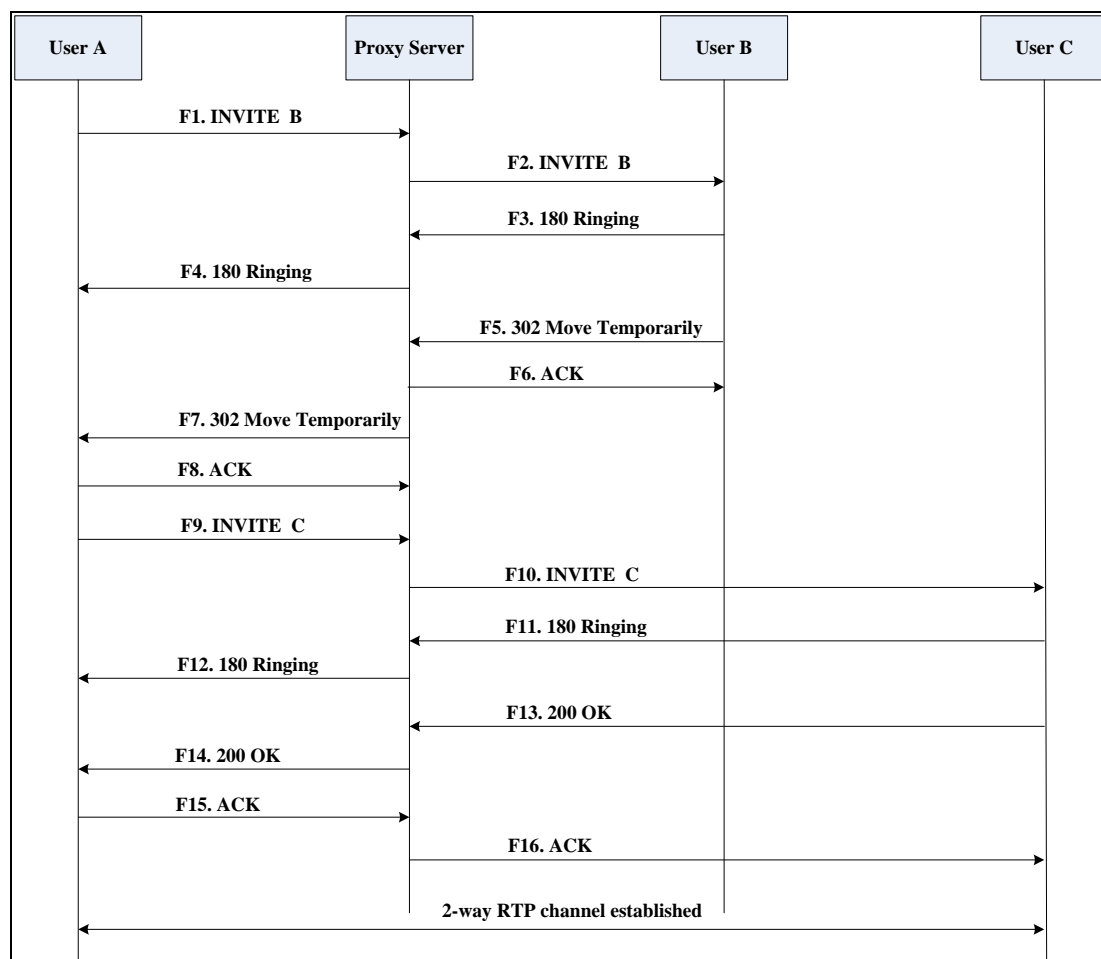 User A
Proxy Server
User B
User C
F1. INVITE B
F2. INVITE B
F3. 180 Ringing
F4. 180 Ringing
F5. 302 Move Temporarily
F6. ACK
F7. 302 Move Temporarily
F8. ACK
F9. INVITE C
F10. INVITE C
F11. 180 Ringing
F12. 180 Ringing
F13. 200 OK
F14. 200 OK
F15. ACK
F16. ACK
2-way RTP channel established